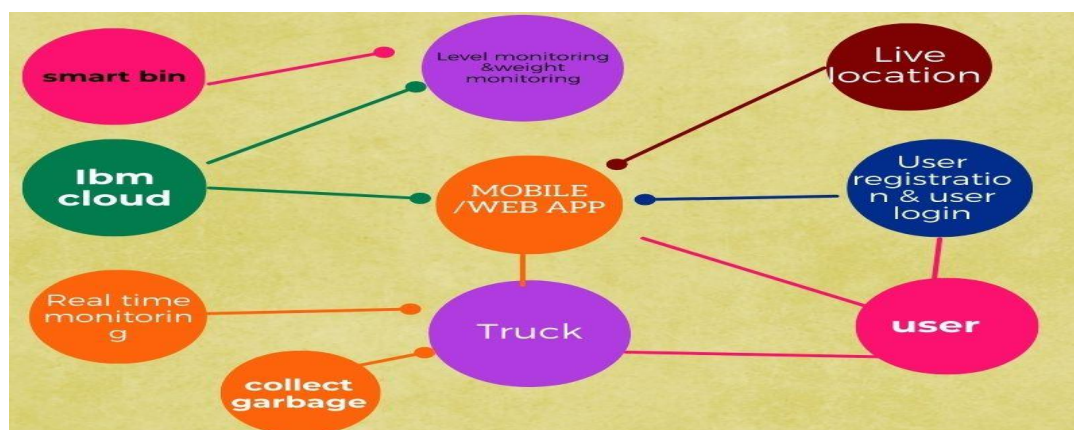 smart bin
Level monitoring
&weight
monitoring
Live
location
Ibm
cloud
MOBILE
/WEB APP
User
registratio
n & user
login
Real time
monitorin
g
Truck
user
collect
garbage